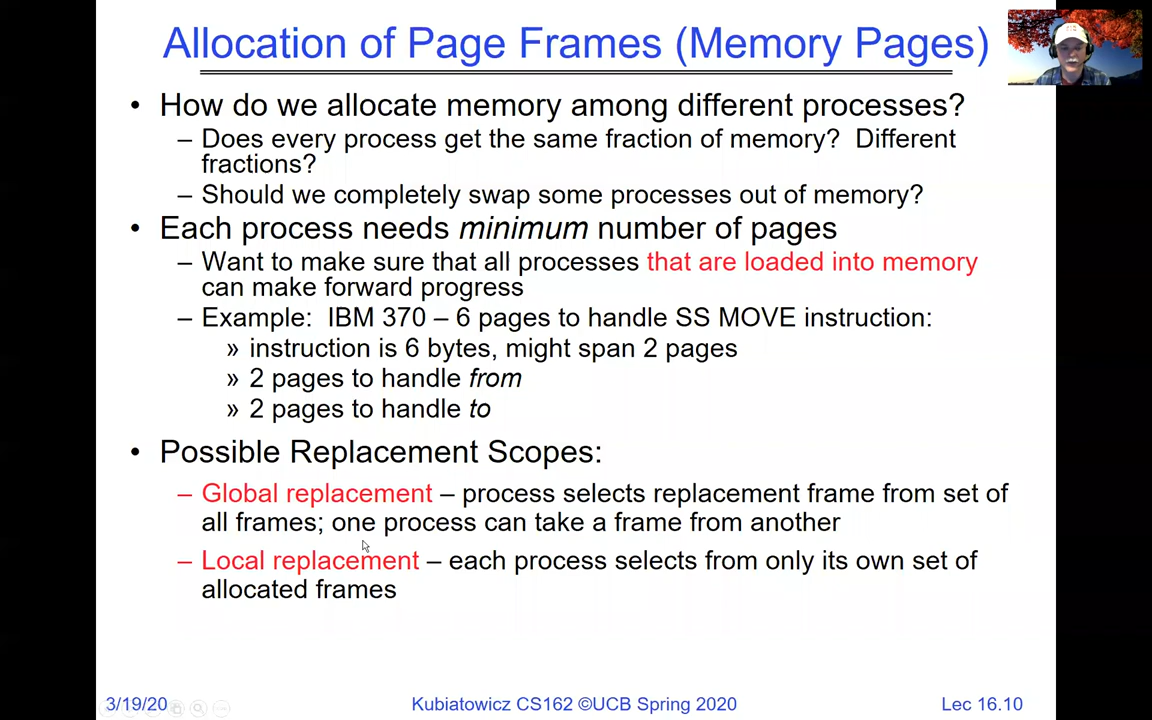 Allocation of Page Frames (Memory Pages)
• How do we allocate memory among different processes?
– Does every process get the same fraction of memory?  Different
fractions?
– Should we completely swap some processes out of memory?
• Each process needs minimum number of pages
– Want to make sure that all processes that are loaded into memory
can make forward progress
– Example:  IBM 370 – 6 pages to handle SS MOVE instruction:
» instruction is 6 bytes, might span 2 pages
» 2 pages to handle from
» 2 pages to handle to
• Possible Replacement Scopes:
– Global replacement – process selects replacement frame from set of
all frames; one process can take a frame from another
– Local replacement – each process selects from only its own set of
allocated frames
3/19/20
Kubiatowicz CS162 ©UCB Spring 2020
Lec 16.10